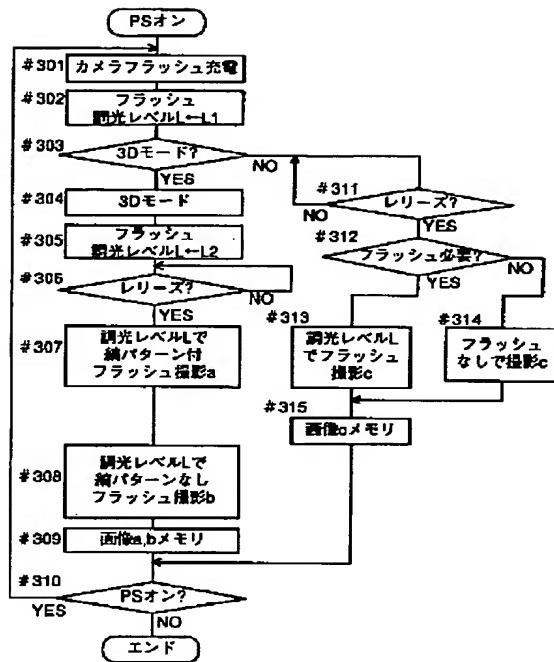 PSオン
#301
カメラフラッシュ充電
#302
フラッシュ
調光レベルL←L1
#303
3Dモード?
NO
YES
#304
3Dモード
#305
フラッシュ
調光レベルL←L2
#306
レリーズ?
NO
YES
#307
調光レベルLで
縞パターン付
フラッシュ撮影a
#308
調光レベルLで
縞パターンなし
フラッシュ撮影b
#309
画像a,bメモリ
#310
PSオン?
YES
NO
エンド
#311
レリーズ?
NO
YES
#312
フラッシュ必要?
NO
YES
#313
調光レベルL
でフラッシュ
撮影c
#314
フラッシュ
なしで撮影c
#315
画像cメモリ